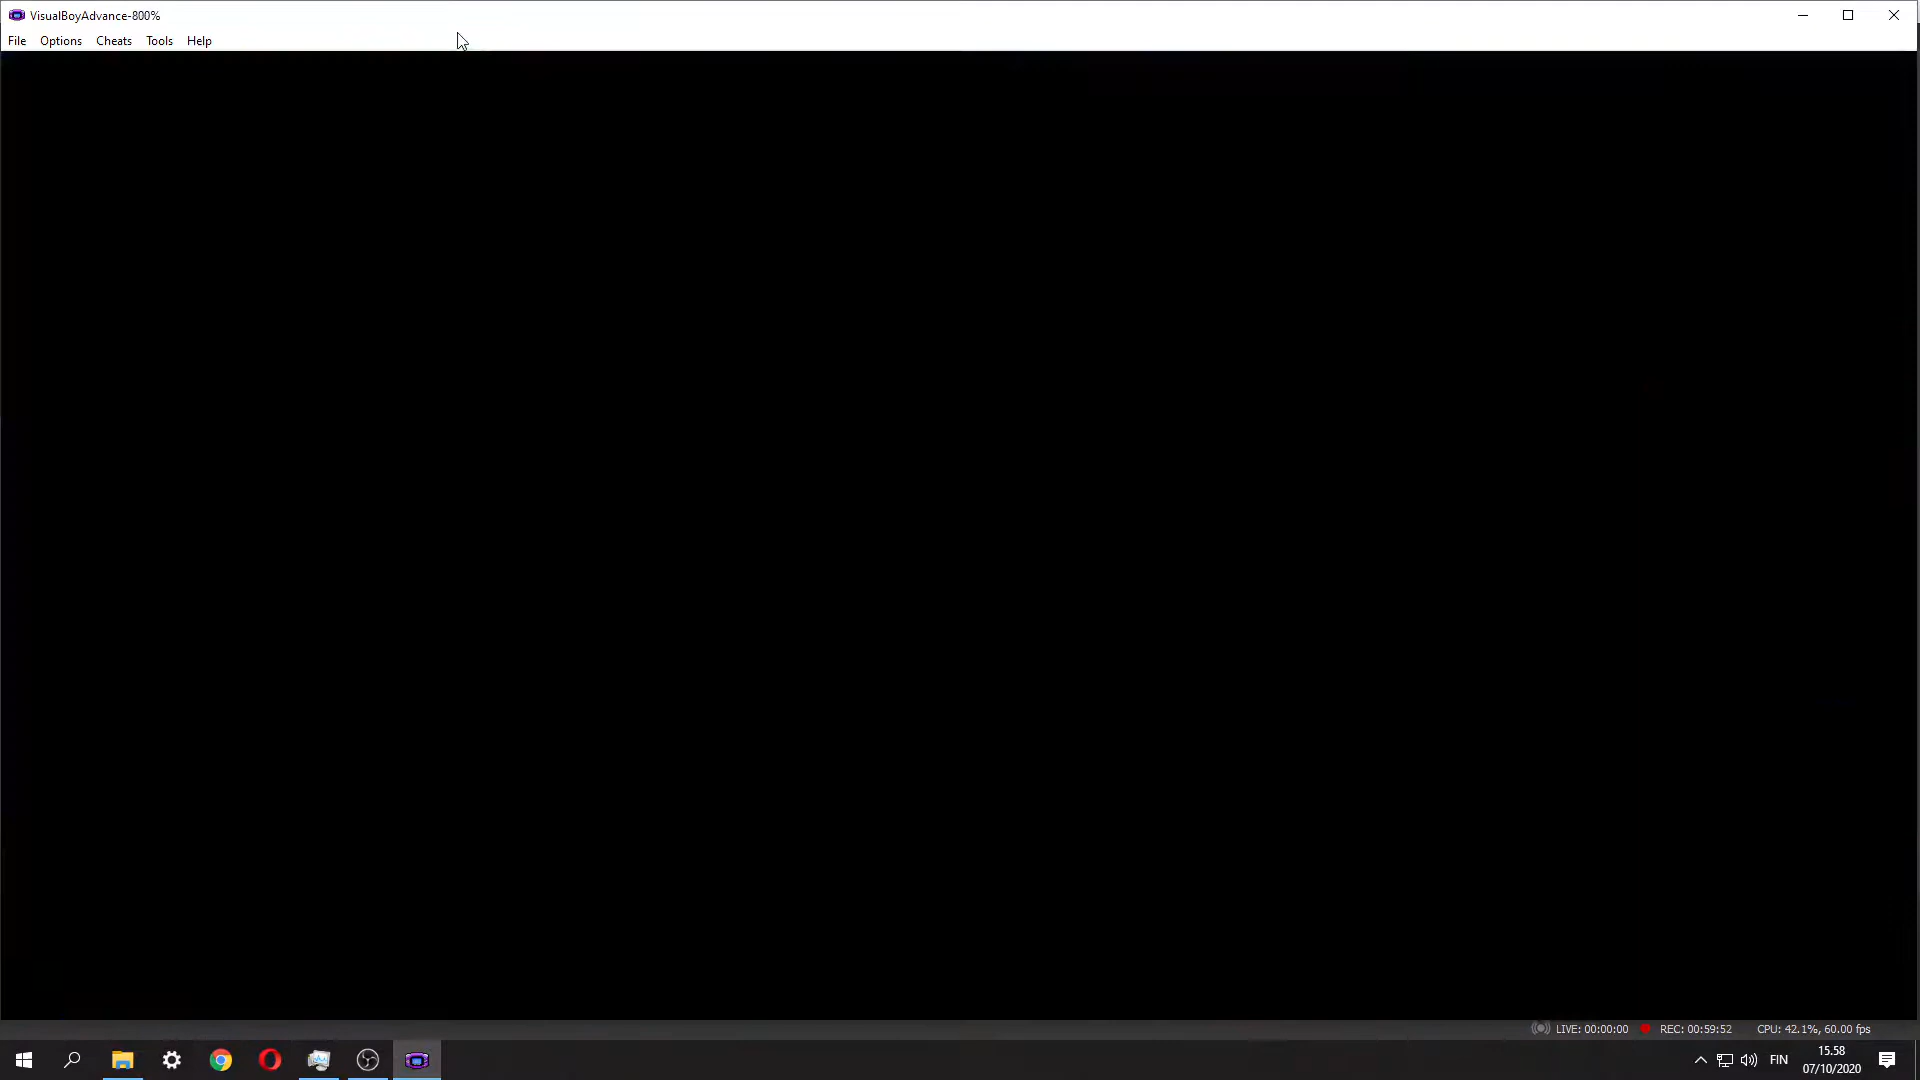 VisualBoyAdvance-800%
File Options Cheats Tools Help
LIVE: 00:00:00 REC: 00:59:52 CPU: 42.1%, 60.00 fps
FIN
15.58
07/10/2020